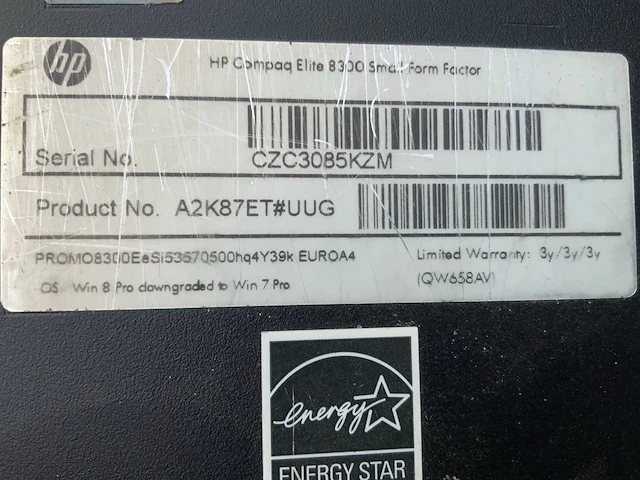 hp
HP Compaq Elite 8300 Small Form Factor
Serial No. CZC3085KZM
Product No. A2K87ET#UUG
PROMO8300EeSi53570500hq4Y39k EUROA4 Limited Warranty: 3y/3y/3y
OS: Win 8 Pro downgraded to Win 7 Pro (QW658AV)
energy
ENERGY STAR